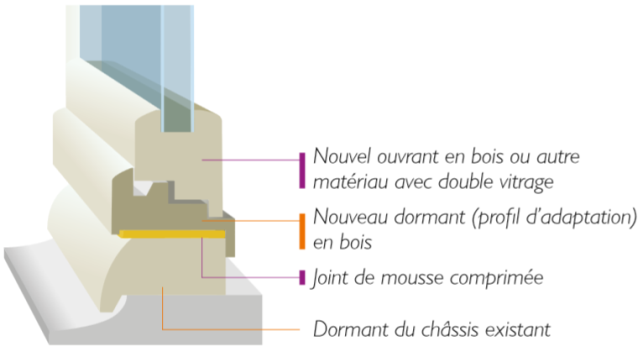 Nouvel ouvrant en bois ou autre
matériau avec double vitrage
Nouveau dormant (profil d'adaptation)
en bois
Joint de mousse comprimée
Dormant du châssis existant